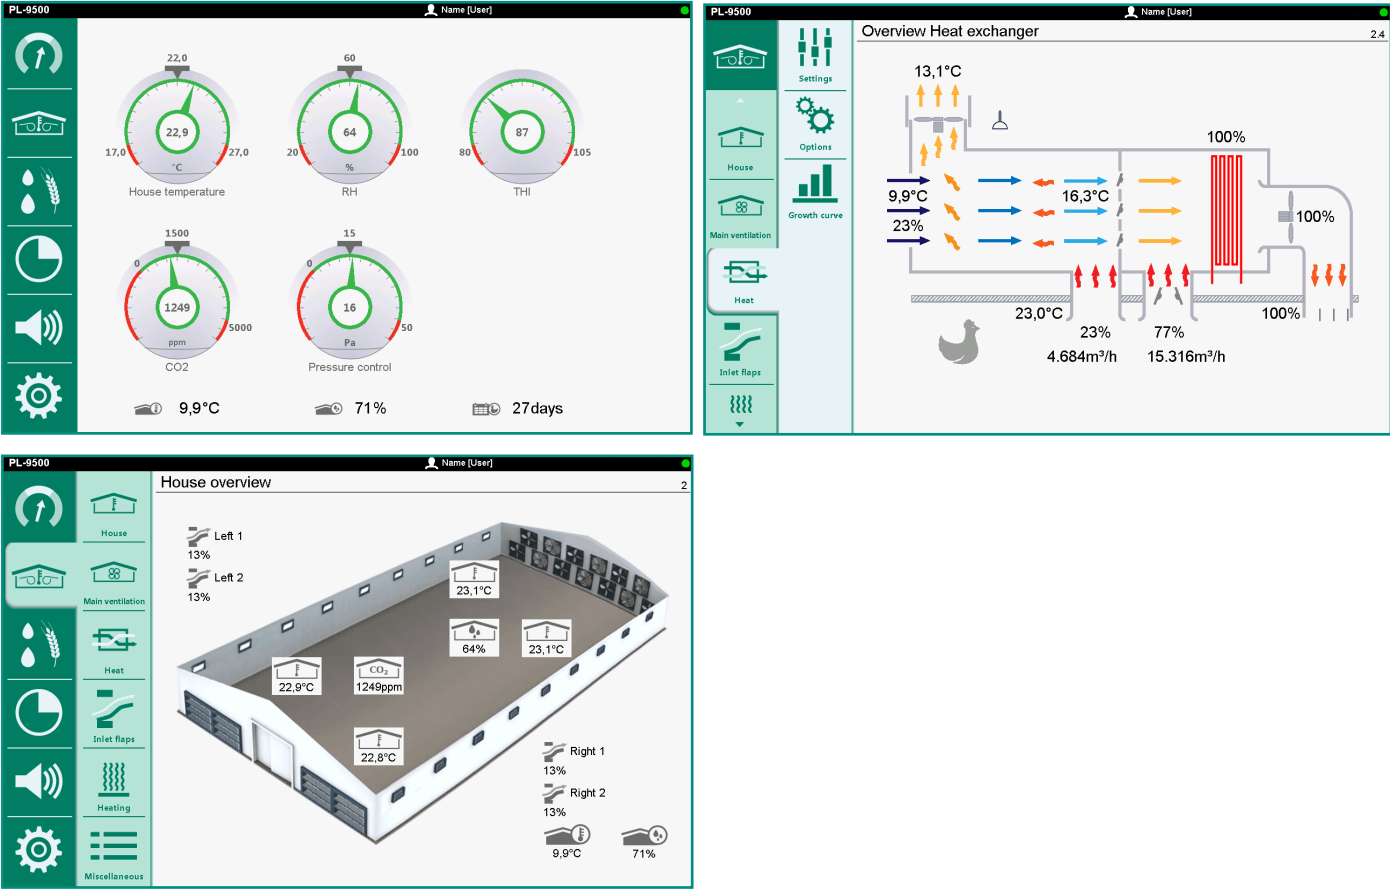 PL-9500
Name [User]
22,0
22,9
17,0
27,0
°C
House temperature
60
64
20
100
%
RH
87
80
105
THI
1500
0
1249
5000
ppm
CO2
15
0
16
50
Pa
Pressure control
9,9°C
71%
27days
PL-9500
Name [User]
Overview Heat exchanger
2.4
House
Main ventilation
Heat
Inlet flaps
Settings
Options
Growth curve
13,1°C
100%
9,9°C
16,3°C
23%
100%
23,0°C
100%
23%
77%
4.684m³/h
15.316m³/h
PL-9500
Name [User]
House overview
2
House
Main ventilation
Heat
Inlet flaps
Heating
Miscellaneous
Left 1
13%
Left 2
13%
23,1°C
64%
23,1°C
22,9°C
CO₂
1249ppm
22,8°C
Right 1
13%
Right 2
13%
9,9°C
71%